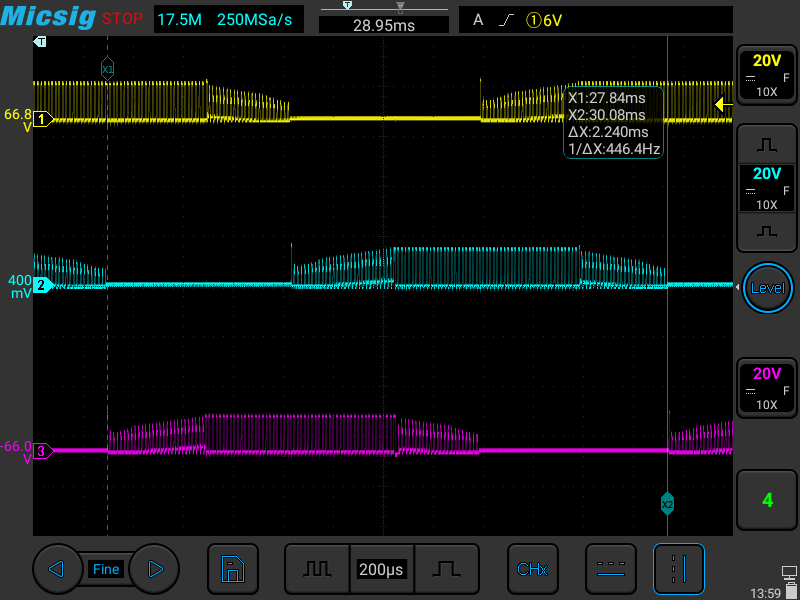 Micsig STOP 17.5M 250MSa/s T 28.95ms A ①6V
T
X1
20V
F
10X
66.8
V
1
X1:27.84ms
X2:30.08ms
ΔX:2.240ms
1/ΔX:446.4Hz
20V
F
10X
400
mV
2
Level
20V
F
10X
-66.0
V
3
X2
4
Fine
200µs
CHx
13:59